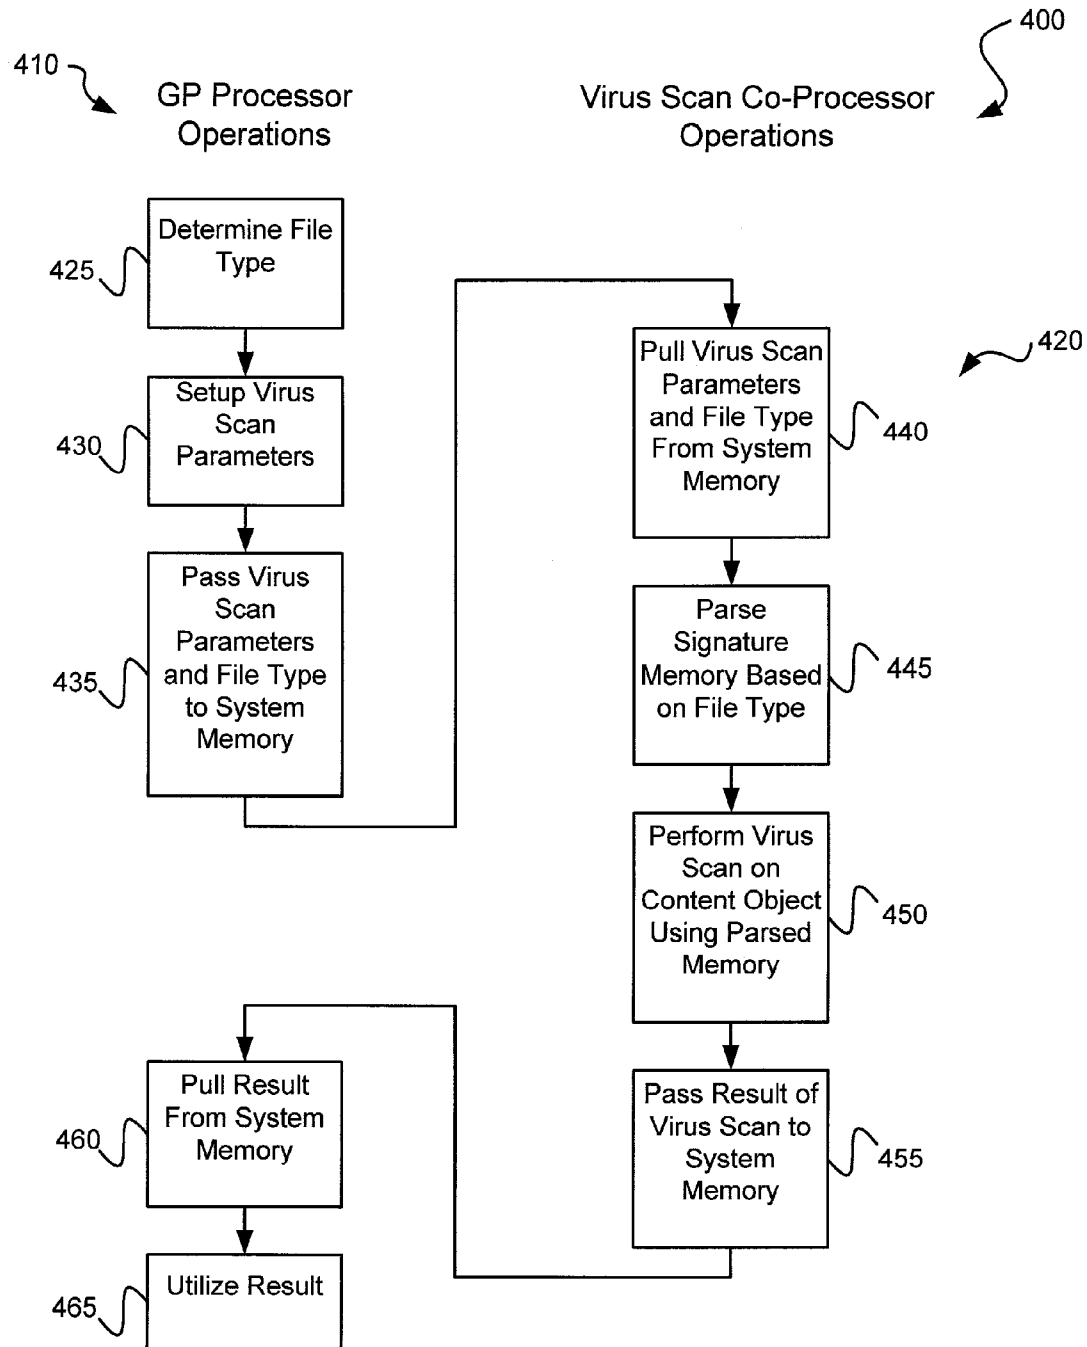 400
410
GP Processor
Operations
Virus Scan Co-Processor
Operations
Determine File
Type
425
Setup Virus
Scan
Parameters
430
Pass Virus
Scan
Parameters
and File Type
to System
Memory
435
420
Pull Virus Scan
Parameters
and File Type
From System
Memory
440
Parse
Signature
Memory Based
on File Type
445
Perform Virus
Scan on
Content Object
Using Parsed
Memory
450
Pass Result of
Virus Scan to
System
Memory
455
Pull Result
From System
Memory
460
Utilize Result
465